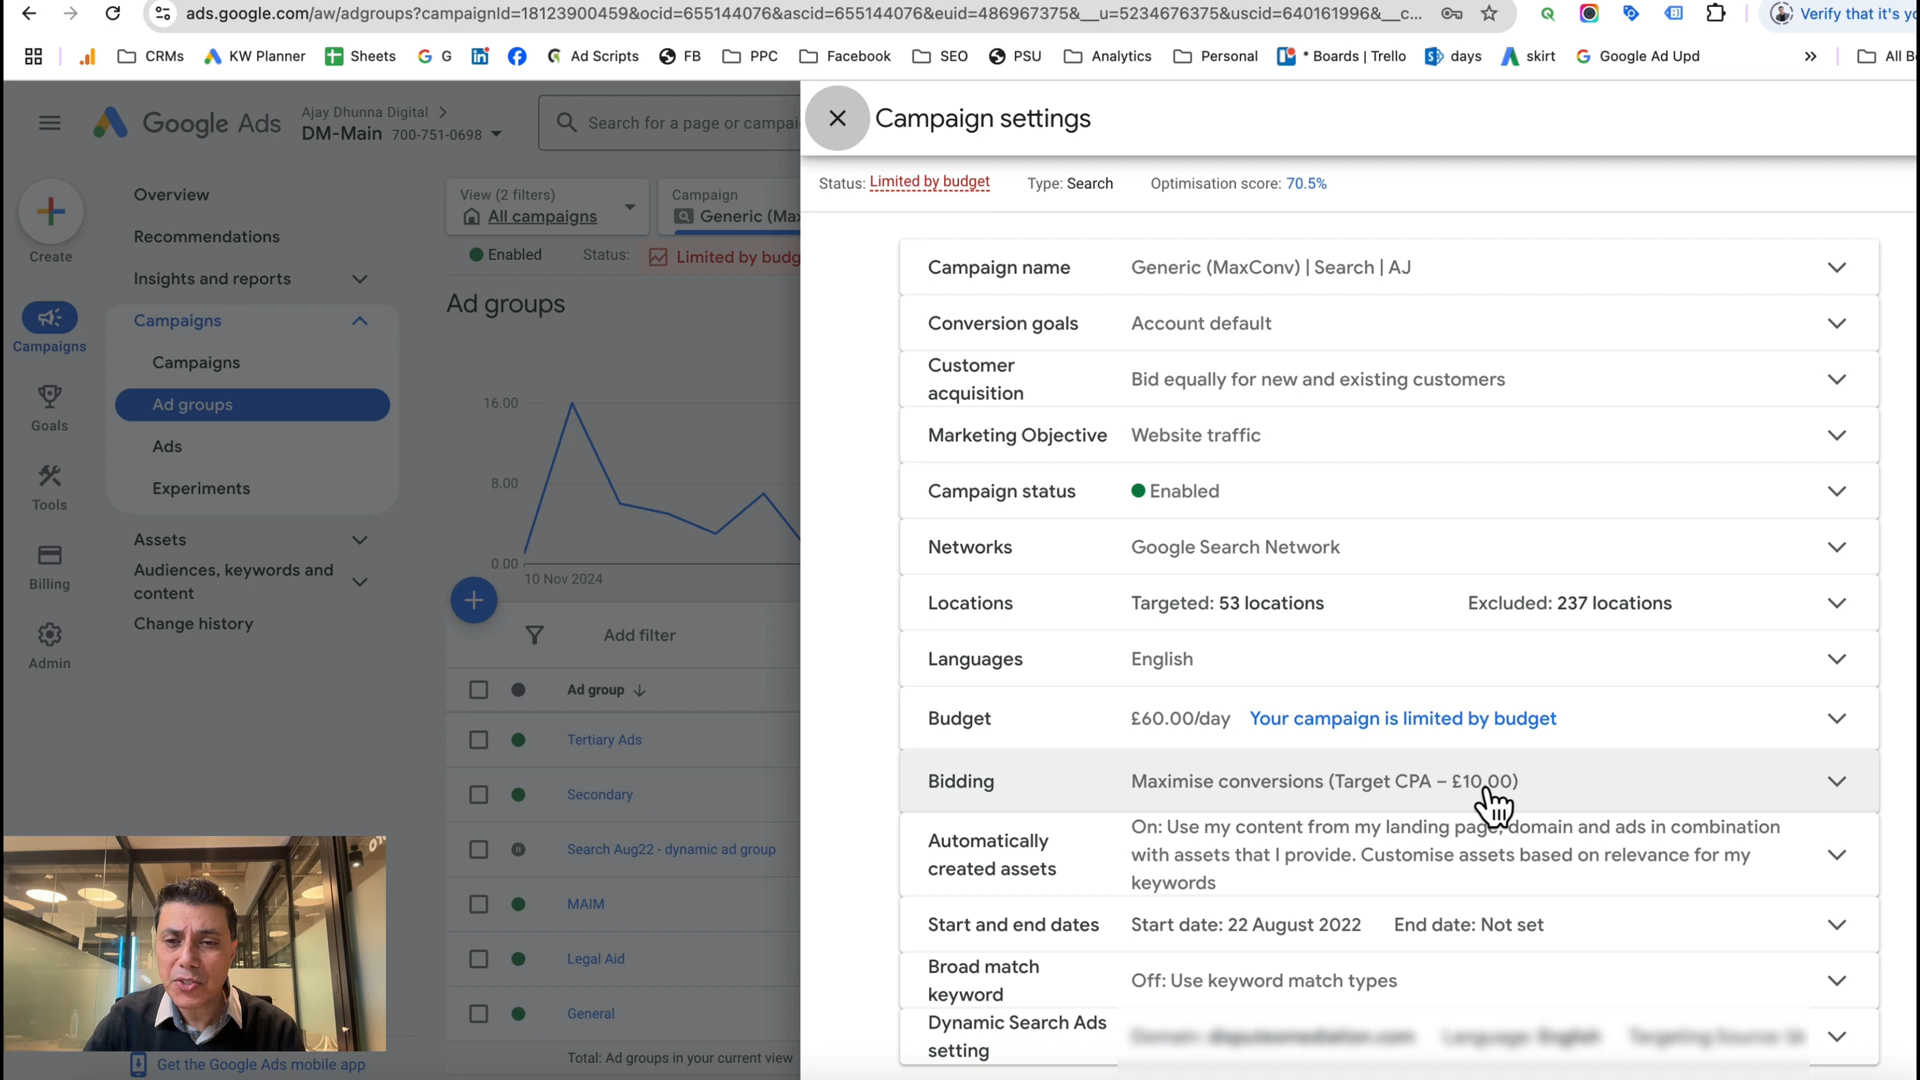 ads.google.com/aw/adgroups?campaignId=18123900459&ocid=655144076&ascid=655144076&euid=486967375&__u=5234676375&uscid=640161996&__c...
Verify that it's yo
CRMs
KW Planner
Sheets
G
Ad Scripts
FB
PPC
Facebook
SEO
PSU
Analytics
Personal
* Boards | Trello
days
skirt
Google Ad Upd
»
All B
Google Ads
Ajay Dhunna Digital
DM-Main 700-751-0698
Search for a page or campai
Create
Campaigns
Goals
Tools
Billing
Admin
Overview
Recommendations
Insights and reports
Campaigns
Campaigns
Ad groups
Ads
Experiments
Assets
Audiences, keywords and
content
Change history
Get the Google Ads mobile app
View (2 filters)
All campaigns
Campaign
Generic (Max
Enabled
Status:
Limited by budg
Ad groups
16.00
8.00
0.00
10 Nov 2024
Add filter
Ad group
Tertiary Ads
Secondary
Search Aug22 - dynamic ad group
MAIM
Legal Aid
General
Total: Ad groups in your current view
Campaign settings
Status: Limited by budget
Type: Search
Optimisation score: 70.5%
Campaign name
Generic (MaxConv) | Search | AJ
Conversion goals
Account default
Customer
acquisition
Bid equally for new and existing customers
Marketing Objective
Website traffic
Campaign status
Enabled
Networks
Google Search Network
Locations
Targeted: 53 locations
Excluded: 237 locations
Languages
English
Budget
£60.00/day
Your campaign is limited by budget
Bidding
Maximise conversions (Target CPA – £10.00)
Automatically
created assets
On: Use my content from my landing page, domain and ads in combination
with assets that I provide. Customise assets based on relevance for my
keywords
Start and end dates
Start date: 22 August 2022
End date: Not set
Broad match
keyword
Off: Use keyword match types
Dynamic Search Ads
setting